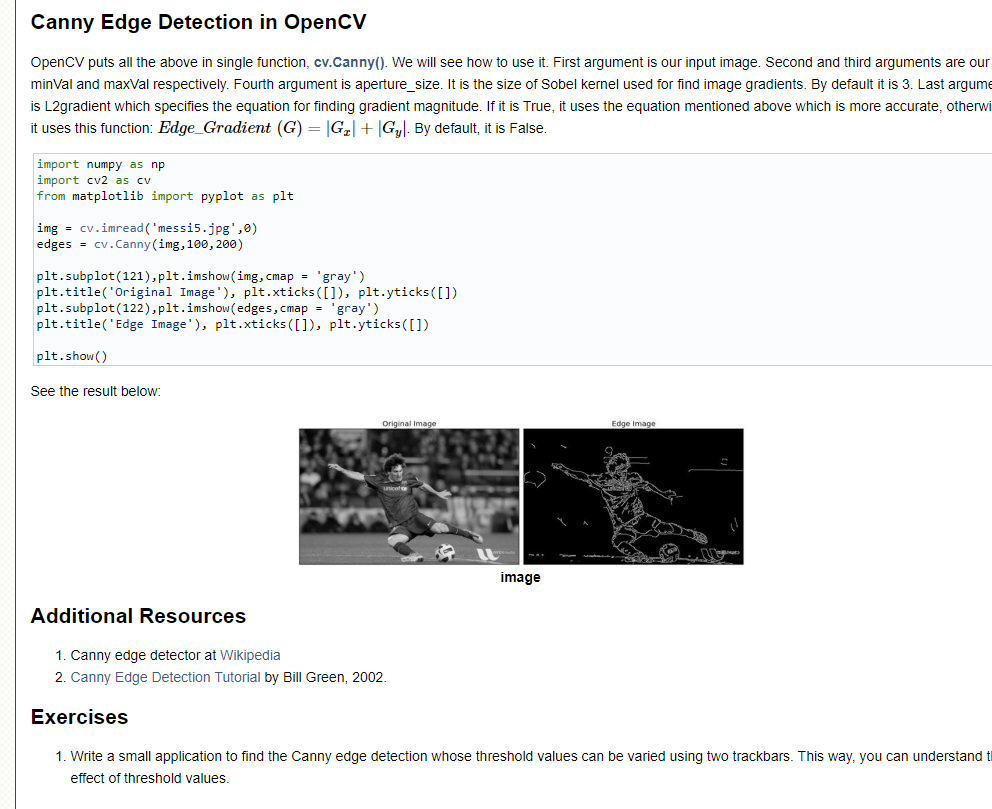 Canny Edge Detection in OpenCV
OpenCV puts all the above in single function, cv.Canny(). We will see how to use it. First argument is our input image. Second and third arguments are our
minVal and maxVal respectively. Fourth argument is aperture_size. It is the size of Sobel kernel used for find image gradients. By default it is 3. Last argume
is L2gradient which specifies the equation for finding gradient magnitude. If it is True, it uses the equation mentioned above which is more accurate, otherwi
it uses this function: Edge_Gradient (G) = |Gx| + |Gy|. By default, it is False.
import numpy as np
import cv2 as cv
from matplotlib import pyplot as plt
img = cv.imread('messi5.jpg',0)
edges = cv.Canny(img,100,200)
plt.subplot(121),plt.imshow(img,cmap = 'gray')
plt.title('Original Image'), plt.xticks([]), plt.yticks([])
plt.subplot(122),plt.imshow(edges,cmap = 'gray')
plt.title('Edge Image'), plt.xticks([]), plt.yticks([])
plt.show()
See the result below:
Original Image
Edge Image
unicef
image
Additional Resources
1. Canny edge detector at Wikipedia
2. Canny Edge Detection Tutorial by Bill Green, 2002.
Exercises
1. Write a small application to find the Canny edge detection whose threshold values can be varied using two trackbars. This way, you can understand t
effect of threshold values.